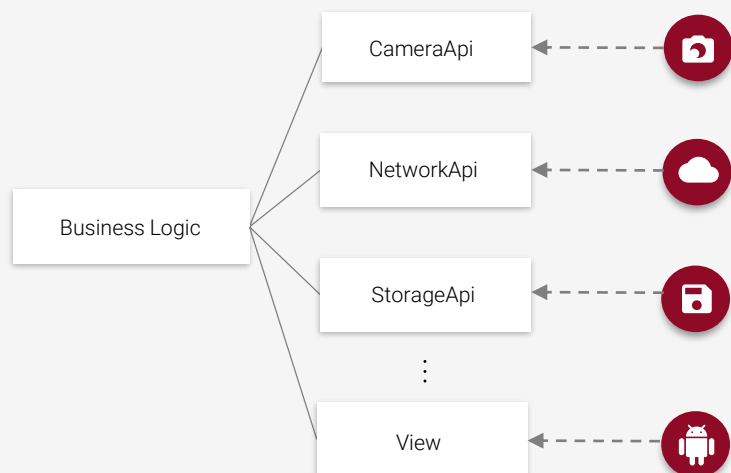 CameraApi
NetworkApi
Business Logic
StorageApi
⋮
View